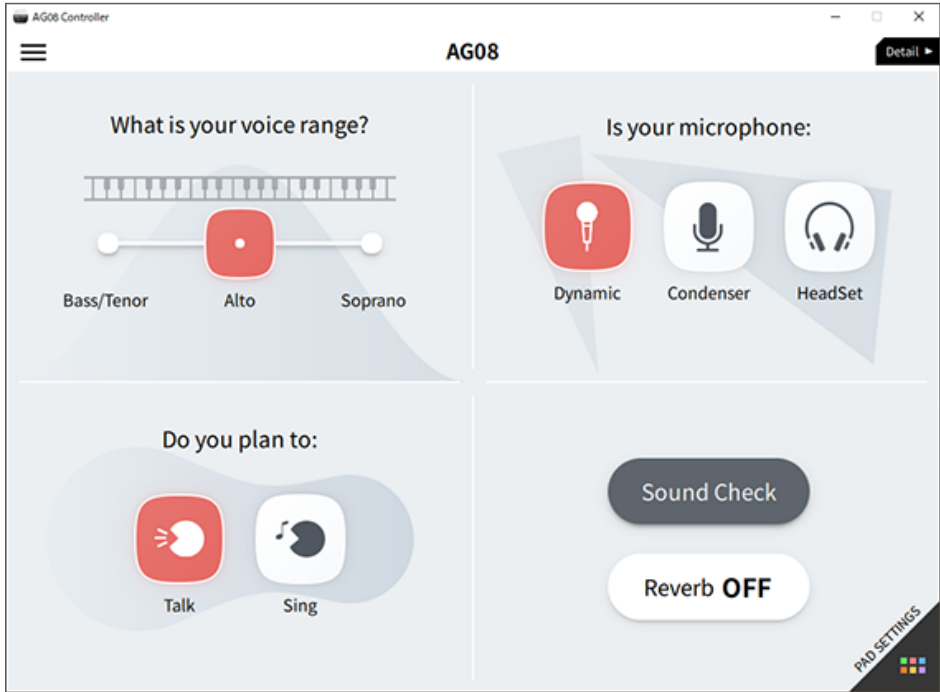 AG08 Controller
AG08
Detail ►
What is your voice range?
Bass/Tenor
Alto
Soprano
Is your microphone:
Dynamic
Condenser
HeadSet
Do you plan to:
Talk
Sing
Sound Check
Reverb OFF
PAD SETTINGS